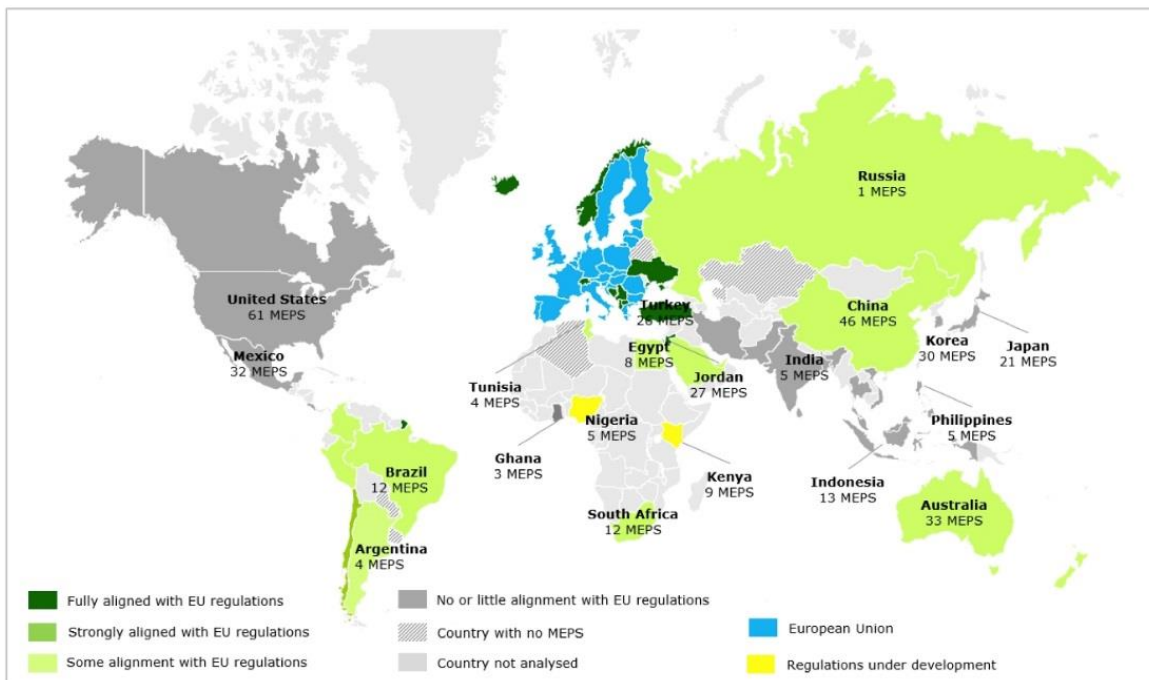 Russia
1 MEPS
United States
61 MEPS
Turkey
28 MEPS
China
46 MEPS
Korea
30 MEPS
Japan
21 MEPS
Mexico
32 MEPS
Egypt
8 MEPS
India
5 MEPS
Tunisia
4 MEPS
Jordan
27 MEPS
Nigeria
5 MEPS
Philippines
5 MEPS
Ghana
3 MEPS
Kenya
9 MEPS
Indonesia
13 MEPS
Brazil
12 MEPS
South Africa
12 MEPS
Australia
33 MEPS
Argentina
4 MEPS
Fully aligned with EU regulations
Strongly aligned with EU regulations
Some alignment with EU regulations
No or little alignment with EU regulations
Country with no MEPS
Country not analysed
European Union
Regulations under development